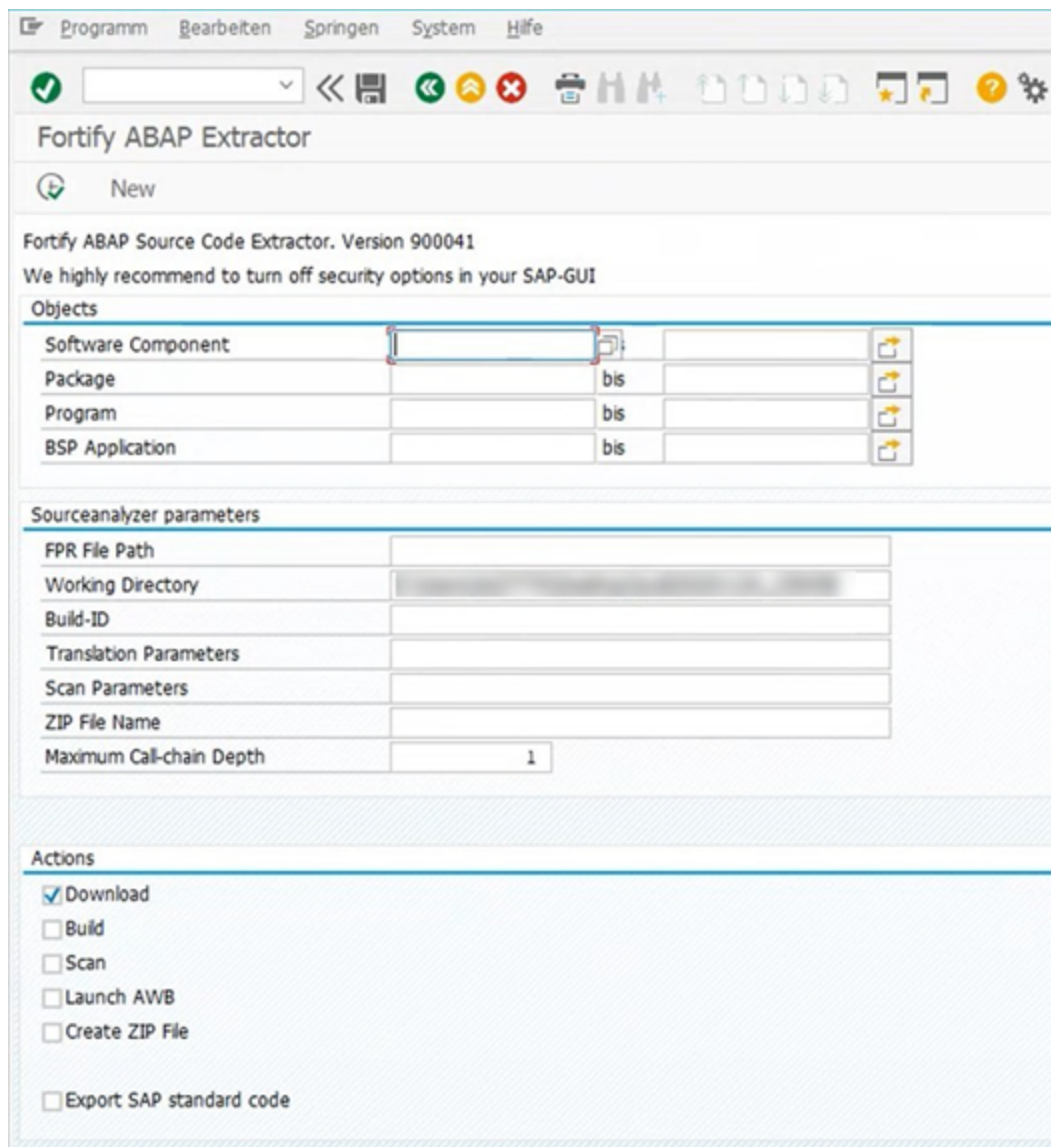 Programm Bearbeiten Springen System Hilfe
Fortify ABAP Extractor
New
Fortify ABAP Source Code Extractor. Version 900041
We highly recommend to turn off security options in your SAP-GUI
Objects
Software Component
Package bis
Program bis
BSP Application bis
Sourceanalyzer parameters
FPR File Path
Working Directory
Build-ID
Translation Parameters
Scan Parameters
ZIP File Name
Maximum Call-chain Depth 1
Actions
Download
Build
Scan
Launch AWB
Create ZIP File
Export SAP standard code